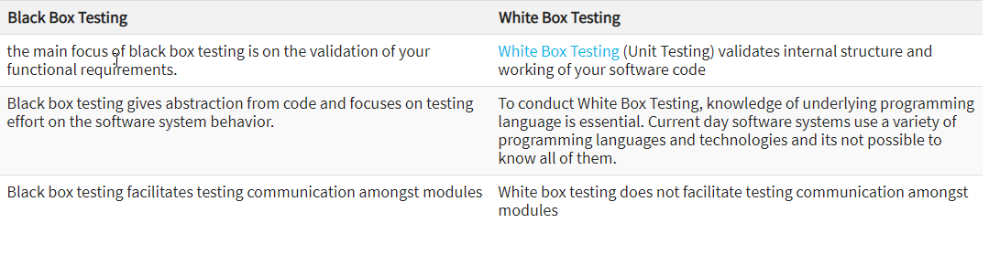 Black Box Testing
White Box Testing
the main focus of black box testing is on the validation of your
functional requirements.
White Box Testing (Unit Testing) validates internal structure and
working of your software code
Black box testing gives abstraction from code and focuses on testing
effort on the software system behavior.
To conduct White Box Testing, knowledge of underlying programming
language is essential. Current day software systems use a variety of
programming languages and technologies and its not possible to
know all of them.
Black box testing facilitates testing communication amongst modules
White box testing does not facilitate testing communication amongst
modules